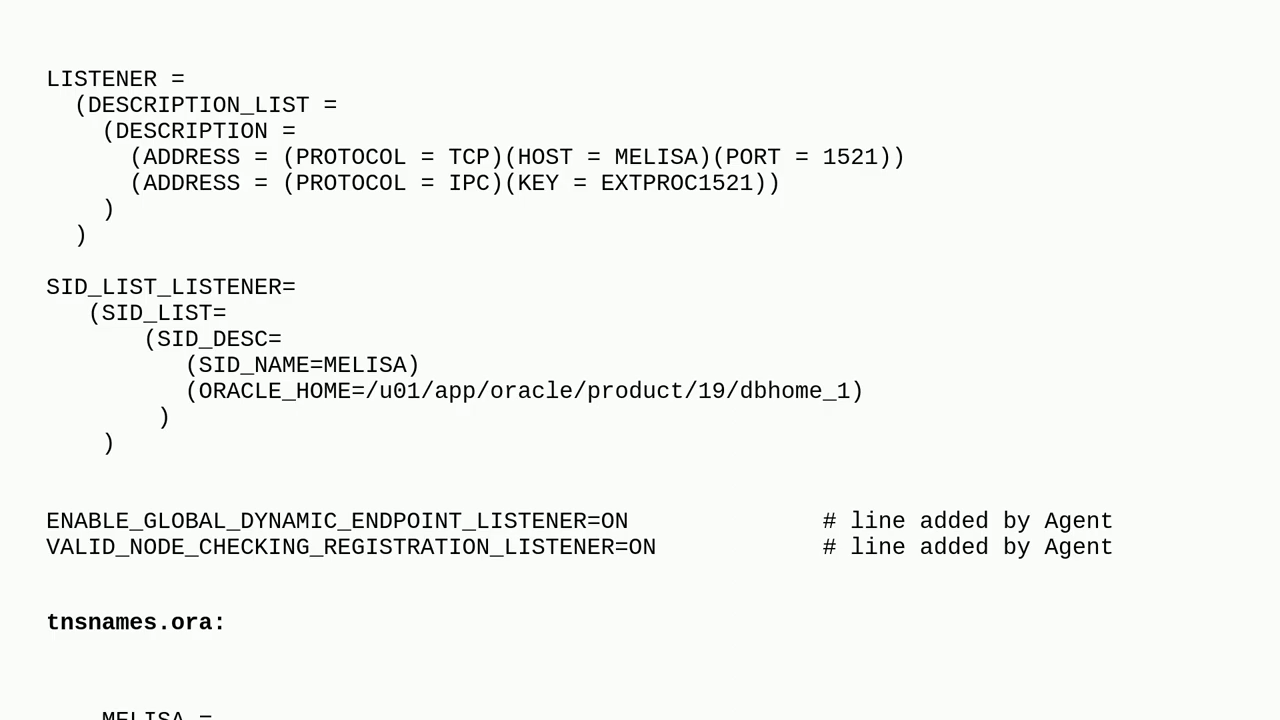 LISTENER =
  (DESCRIPTION_LIST =
    (DESCRIPTION =
      (ADDRESS = (PROTOCOL = TCP)(HOST = MELISA)(PORT = 1521))
      (ADDRESS = (PROTOCOL = IPC)(KEY = EXTPROC1521))
    )
  )
SID_LIST_LISTENER=
   (SID_LIST=
       (SID_DESC=
          (SID_NAME=MELISA)
          (ORACLE_HOME=/u01/app/oracle/product/19/dbhome_1)
        )
    )
ENABLE_GLOBAL_DYNAMIC_ENDPOINT_LISTENER=ON              # line added by Agent
VALID_NODE_CHECKING_REGISTRATION_LISTENER=ON            # line added by Agent
tnsnames.ora:
    MELISA =